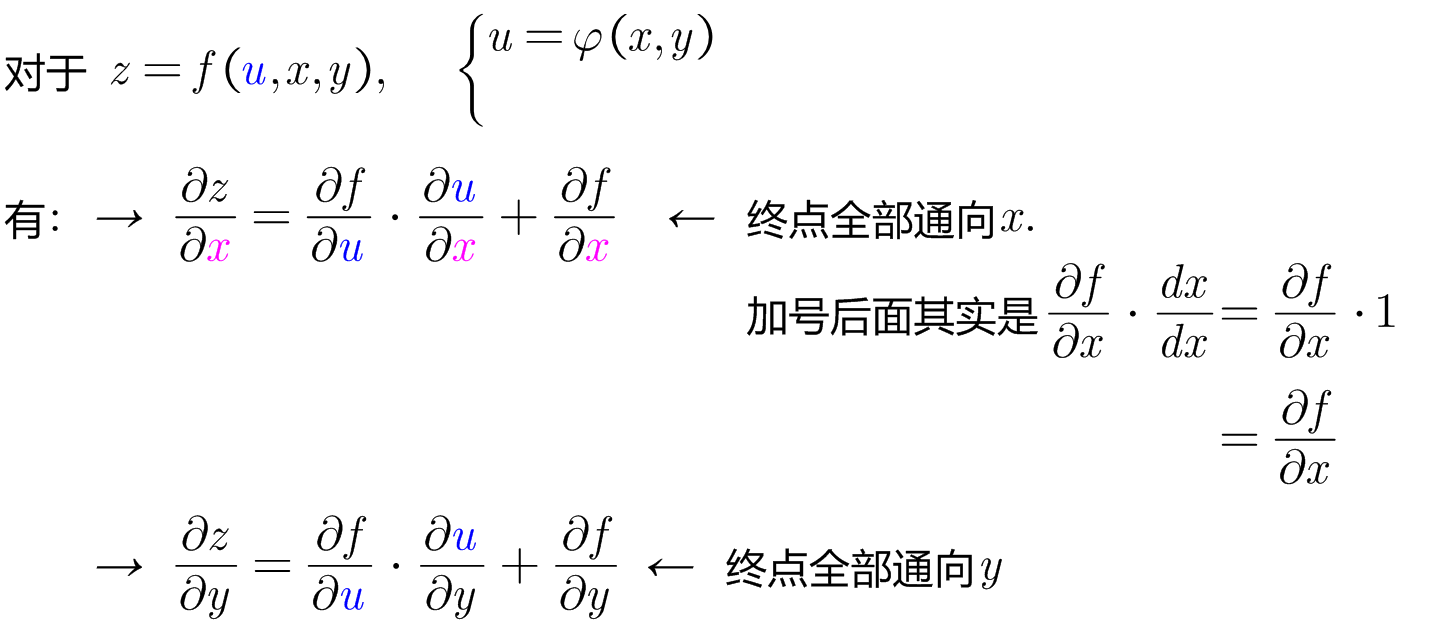 对于 z = f(u,x,y), { u = φ(x,y)
有: → ∂z/∂x = ∂f/∂u · ∂u/∂x + ∂f/∂x ← 终点全部通向x.
加号后面其实是 ∂f/∂x · dx/dx = ∂f/∂x · 1
= ∂f/∂x
→ ∂z/∂y = ∂f/∂u · ∂u/∂y + ∂f/∂y ← 终点全部通向y